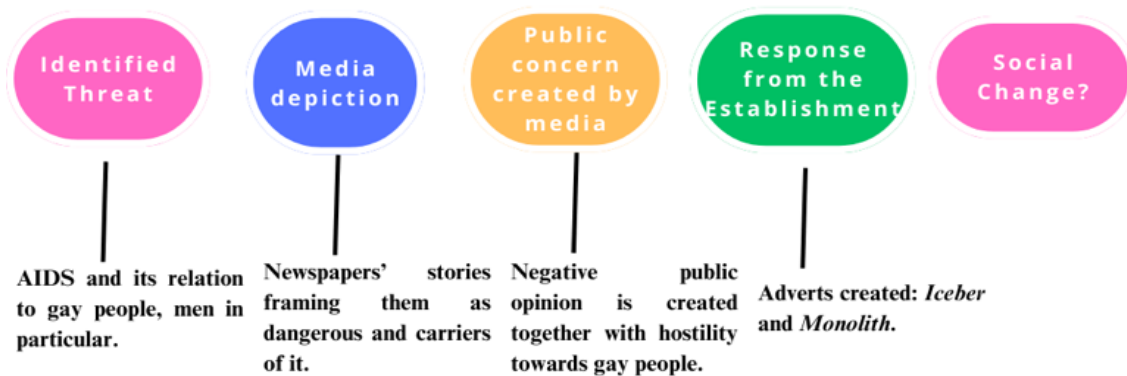 Identified
Threat
Media
depiction
Public
concern
created by
media
Response
from the
Establishment
Social
Change?
AIDS and its relation
to gay people, men in
particular.
Newspapers’ stories
framing them as
dangerous and carriers
of it.
Negative public
opinion is created
together with hostility
towards gay people.
Adverts created: Iceber
and Monolith.